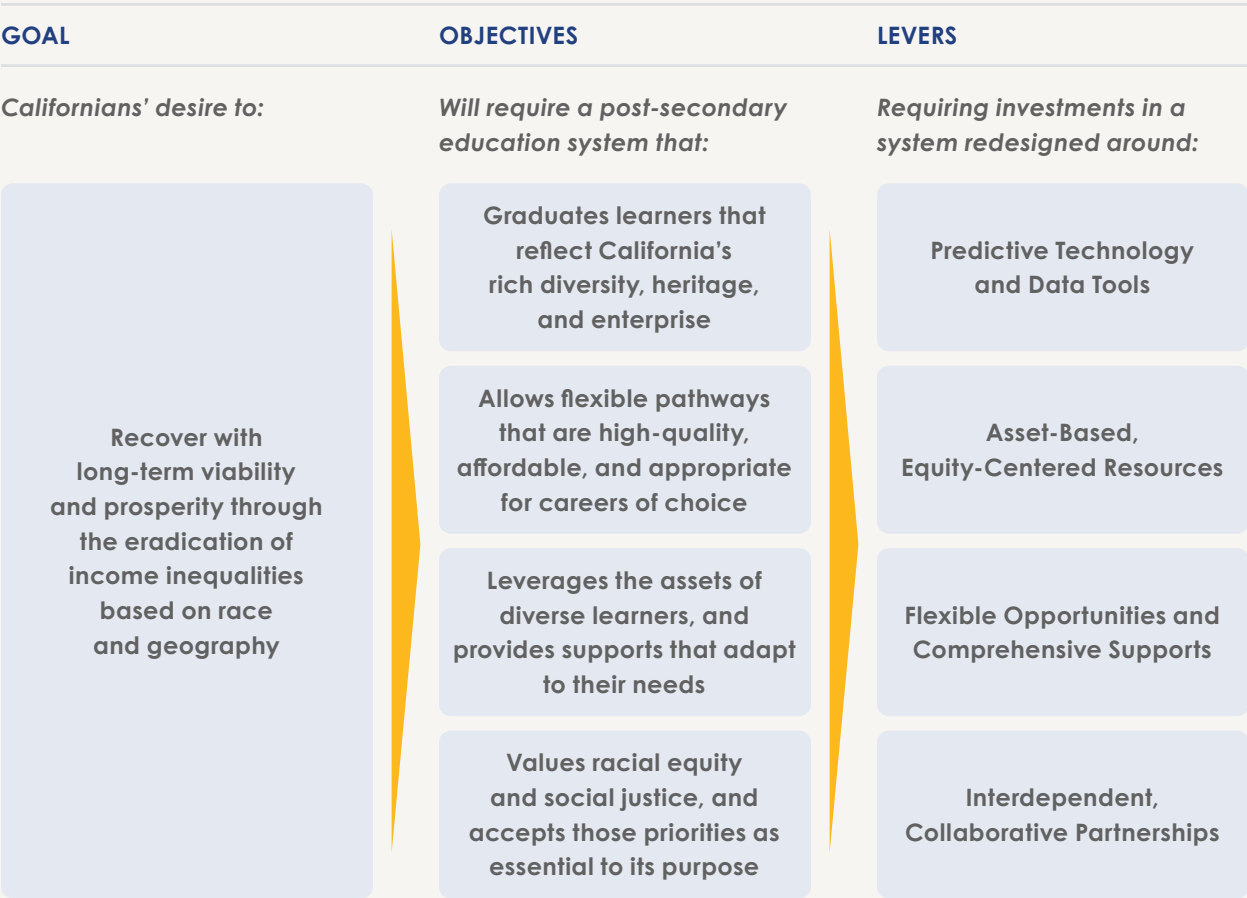 GOAL
Californians’ desire to:
Recover with
long-term viability
and prosperity through
the eradication of
income inequalities
based on race
and geography
OBJECTIVES
Will require a post-secondary
education system that:
Graduates learners that
reflect California’s
rich diversity, heritage,
and enterprise
Allows flexible pathways
that are high-quality,
affordable, and appropriate
for careers of choice
Leverages the assets of
diverse learners, and
provides supports that adapt
to their needs
Values racial equity
and social justice, and
accepts those priorities as
essential to its purpose
LEVERS
Requiring investments in a
system redesigned around:
Predictive Technology
and Data Tools
Asset-Based,
Equity-Centered Resources
Flexible Opportunities and
Comprehensive Supports
Interdependent,
Collaborative Partnerships